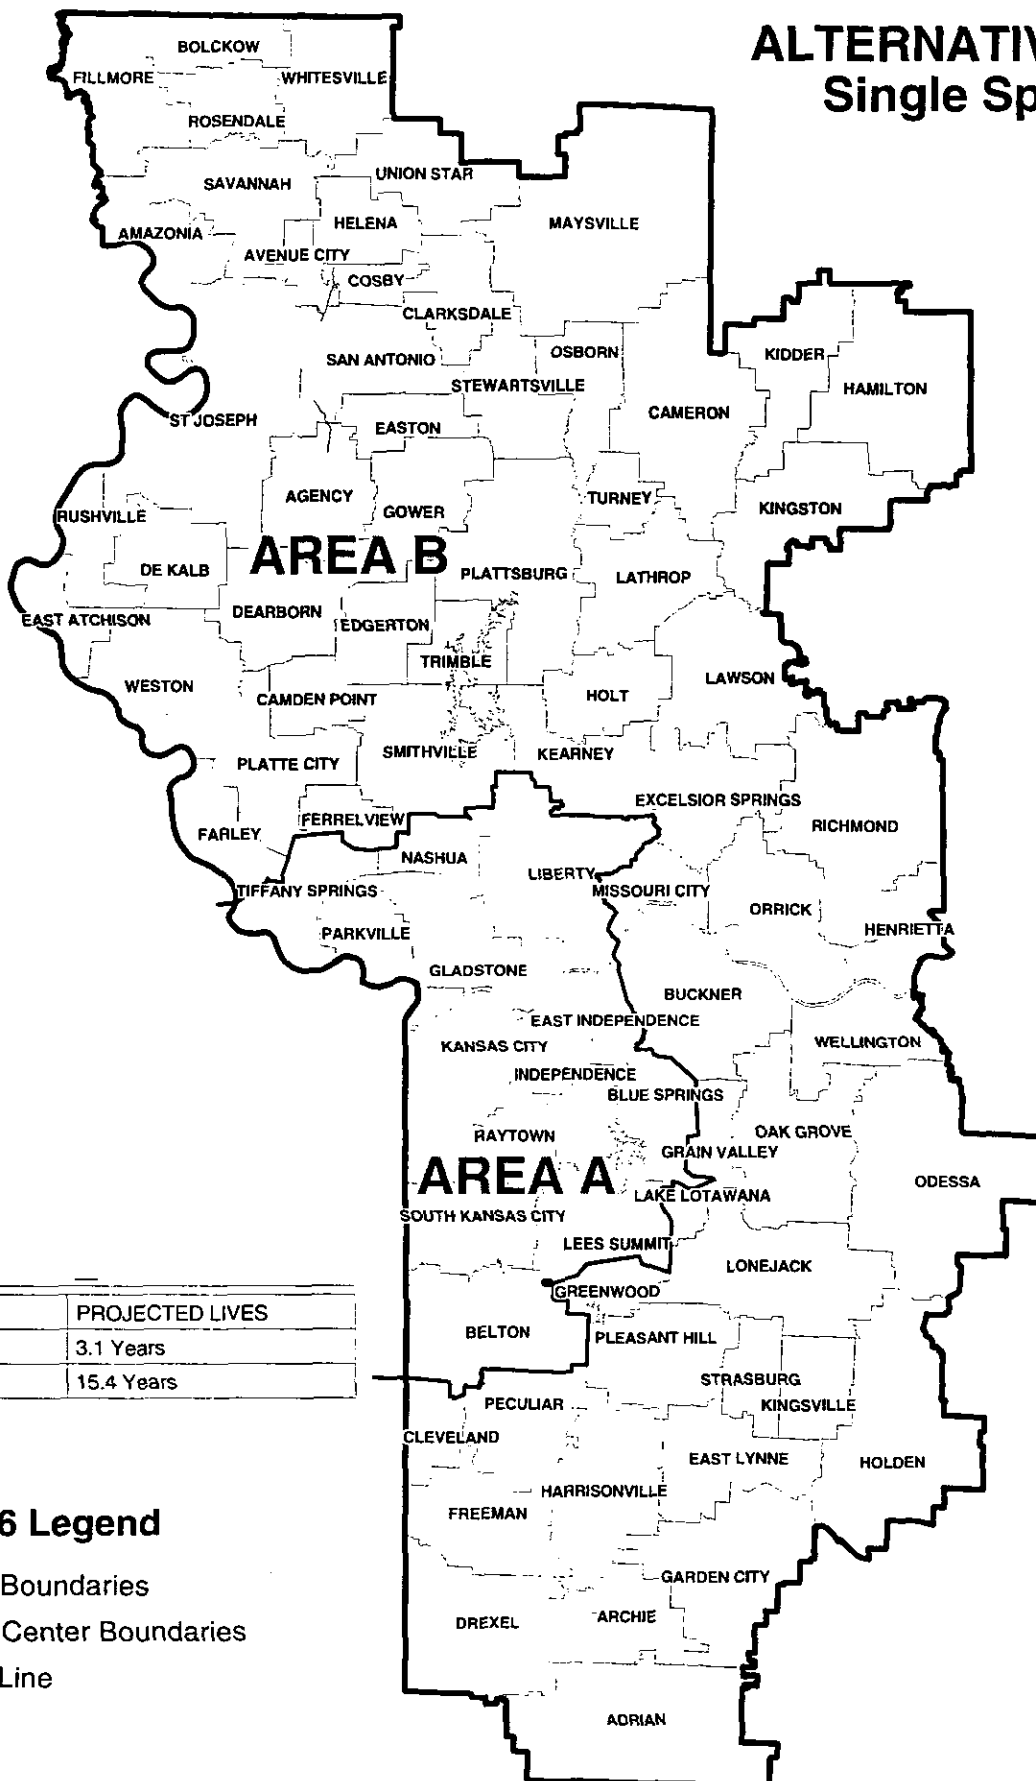 ALTERNATIV
Single Sp
BOLCKOW
FILLMORE
WHITESVILLE
ROSENDALE
UNION STAR
SAVANNAH
HELENA
MAYSVILLE
AMAZONIA
AVENUE CITY
COSBY
CLARKSDALE
OSBORN
KIDDER
SAN ANTONIO
STEWARTSVILLE
HAMILTON
CAMERON
ST JOSEPH
EASTON
AGENCY
TURNEY
GOWER
KINGSTON
RUSHVILLE
AREA B
DE KALB
PLATTSBURG
LATHROP
DEARBORN
EAST ATCHISON
EDGERTON
TRIMBLE
LAWSON
WESTON
CAMDEN POINT
HOLT
SMITHVILLE
KEARNEY
PLATTE CITY
EXCELSIOR SPRINGS
FERRELVIEW
RICHMOND
FARLEY
NASHUA
LIBERTY
TIFFANY SPRINGS
MISSOURI CITY
ORRICK
PARKVILLE
HENRIETTA
GLADSTONE
BUCKNER
EAST INDEPENDENCE
KANSAS CITY
WELLINGTON
INDEPENDENCE
BLUE SPRINGS
RAYTOWN
OAK GROVE
GRAIN VALLEY
AREA A
ODESSA
LAKE LOTAWANA
SOUTH KANSAS CITY
LEES SUMMIT
LONEJACK
GREENWOOD
PROJECTED LIVES
BELTON
PLEASANT HILL
3.1 Years
15.4 Years
STRASBURG
PECULIAR
KINGSVILLE
CLEVELAND
EAST LYNNE
HOLDEN
HARRISONVILLE
FREEMAN
6 Legend
Boundaries
GARDEN CITY
ARCHIE
DREXEL
Center Boundaries
Line
ADRIAN